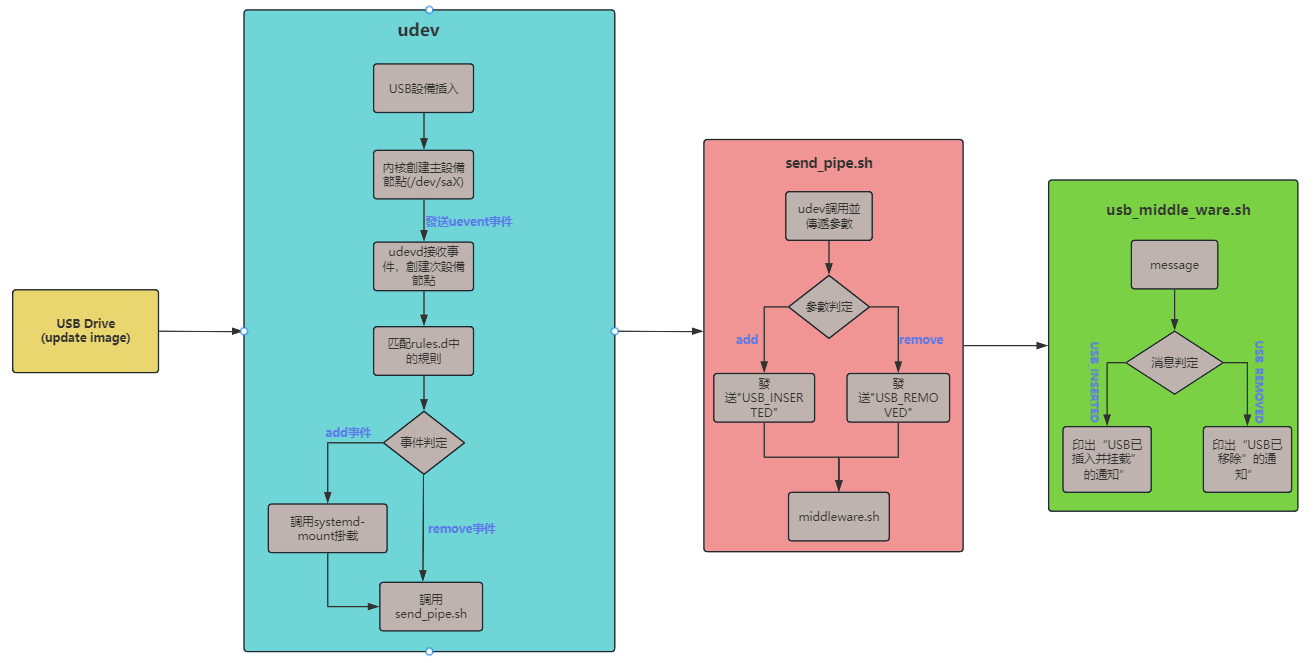 USB Drive
(update image)
udev
USB設備插入
內核創建主設備
節點(/dev/saX)
發送uevent事件
udevd接收事
件，創建次設備
節點
匹配rules.d中
的規則
事件判定
add事件
調用systemd-
mount掛載
remove事件
調用
send_pipe.sh
send_pipe.sh
udev調用並
傳遞參數
參數判定
add
remove
發
送"USB_INSER
TED"
發
送"USB_REMO
VED"
middleware.sh
usb_middle_ware.sh
message
消息判定
USB_INSERTED
USB_REMOVED
印出“USB已
插入并挂载”
的通知”
印出“USB已
移除”的通
知”